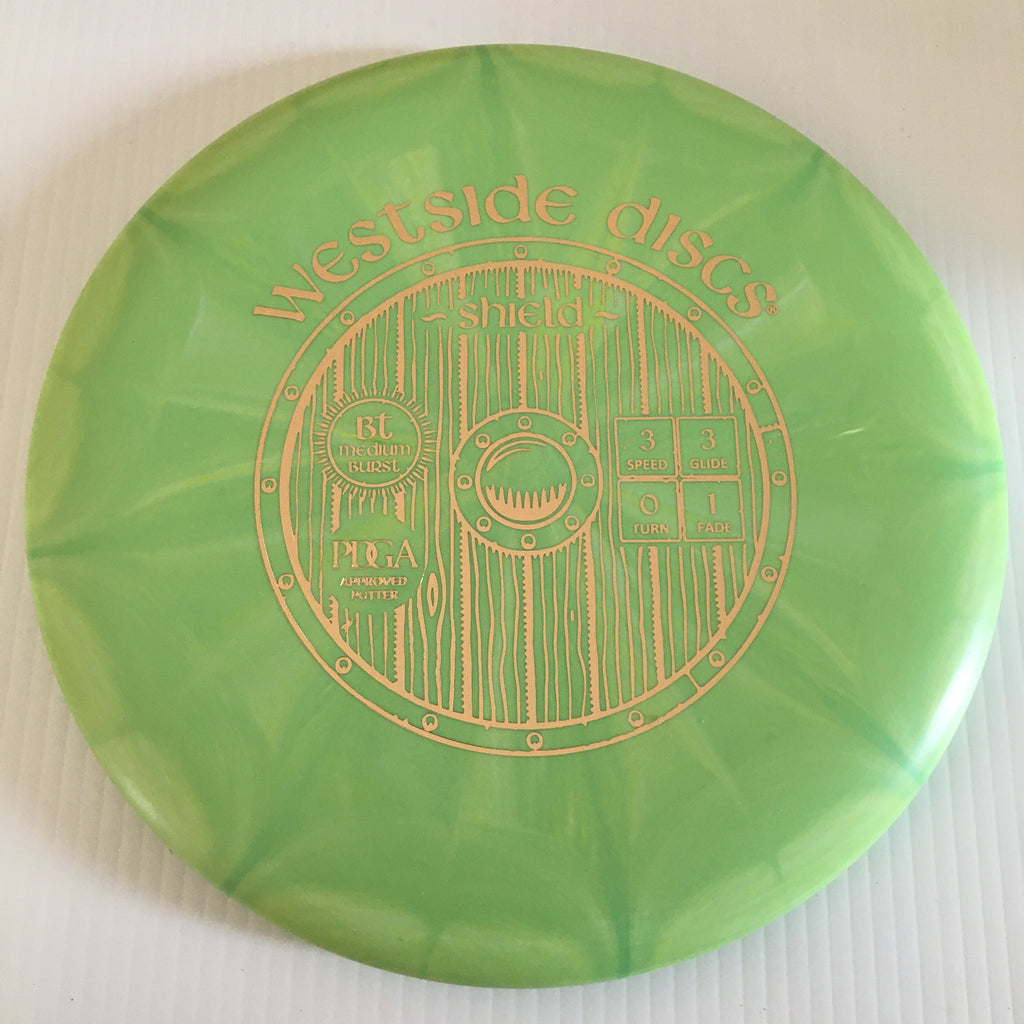 Westside discs®
~ shield ~
Bt
medium
burst
3 3
SPEED GLIDE
0 1
TURN FADE
PDGA
APPROVED
PUTTER